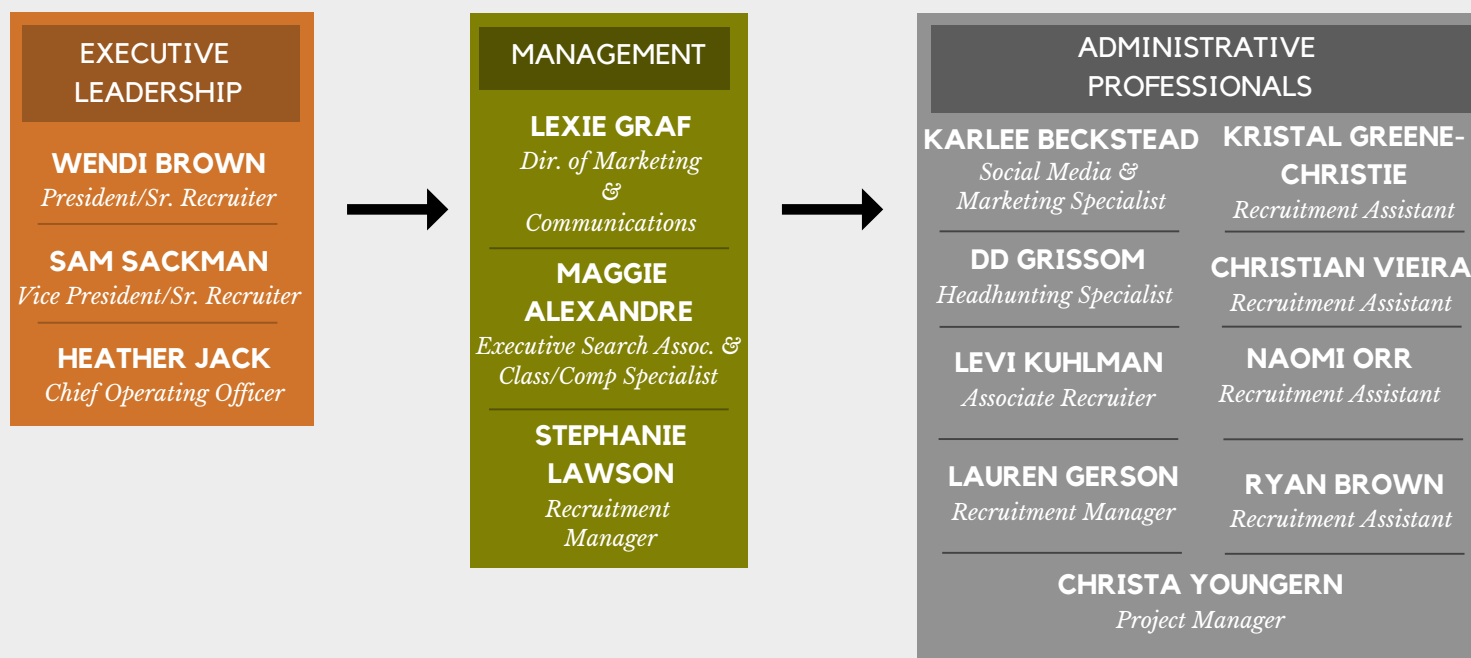 EXECUTIVE
LEADERSHIP
WENDI BROWN
President/Sr. Recruiter
SAM SACKMAN
Vice President/Sr. Recruiter
HEATHER JACK
Chief Operating Officer
MANAGEMENT
LEXIE GRAF
Dir. of Marketing
&
Communications
MAGGIE
ALEXANDRE
Executive Search Assoc. &
Class/Comp Specialist
STEPHANIE
LAWSON
Recruitment
Manager
ADMINISTRATIVE
PROFESSIONALS
KARLEE BECKSTEAD
Social Media &
Marketing Specialist
DD GRISSOM
Headhunting Specialist
LEVI KUHLMAN
Associate Recruiter
LAUREN GERSON
Recruitment Manager
KRISTAL GREENE-
CHRISTIE
Recruitment Assistant
CHRISTIAN VIEIRA
Recruitment Assistant
NAOMI ORR
Recruitment Assistant
RYAN BROWN
Recruitment Assistant
CHRISTA YOUNGERN
Project Manager